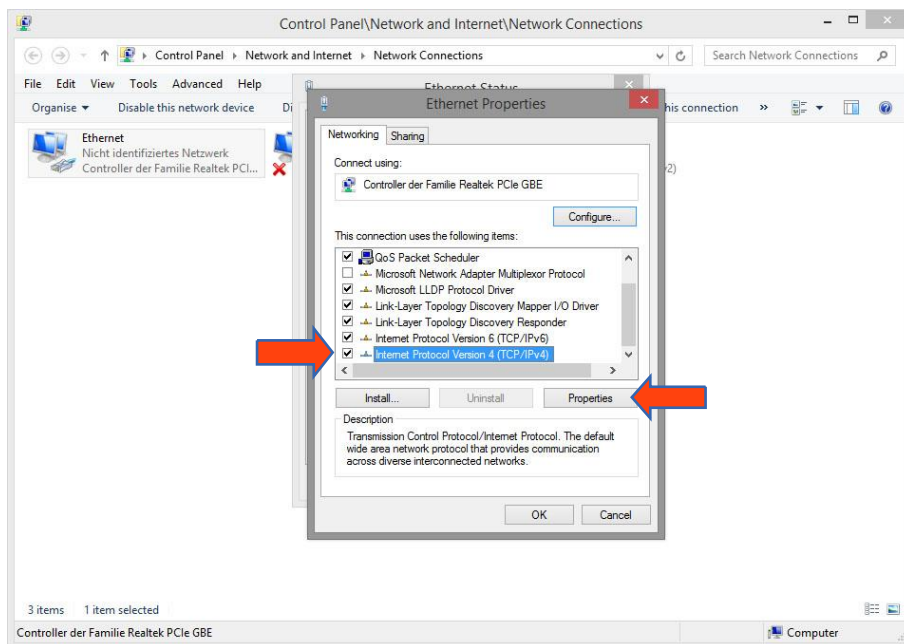 Control Panel\Network and Internet\Network Connections
Control Panel Network and Internet Network Connections
Search Network Connections
File Edit View Tools Advanced Help
Organise Disable this network device Di
his connection »
Ethernet
Nicht identifiziertes Netzwerk
Controller der Familie Realtek PCI...
Ethernet Status
v2)
Ethernet Properties
Networking Sharing
Connect using:
Controller der Familie Realtek PCIe GBE
Configure...
This connection uses the following items:
QoS Packet Scheduler
Microsoft Network Adapter Multiplexor Protocol
Microsoft LLDP Protocol Driver
Link-Layer Topology Discovery Mapper I/O Driver
Link-Layer Topology Discovery Responder
Internet Protocol Version 6 (TCP/IPv6)
Internet Protocol Version 4 (TCP/IPv4)
Install... Uninstall Properties
Description
Transmission Control Protocol/Internet Protocol. The default
wide area network protocol that provides communication
across diverse interconnected networks.
OK Cancel
3 items 1 item selected
Controller der Familie Realtek PCIe GBE
Computer